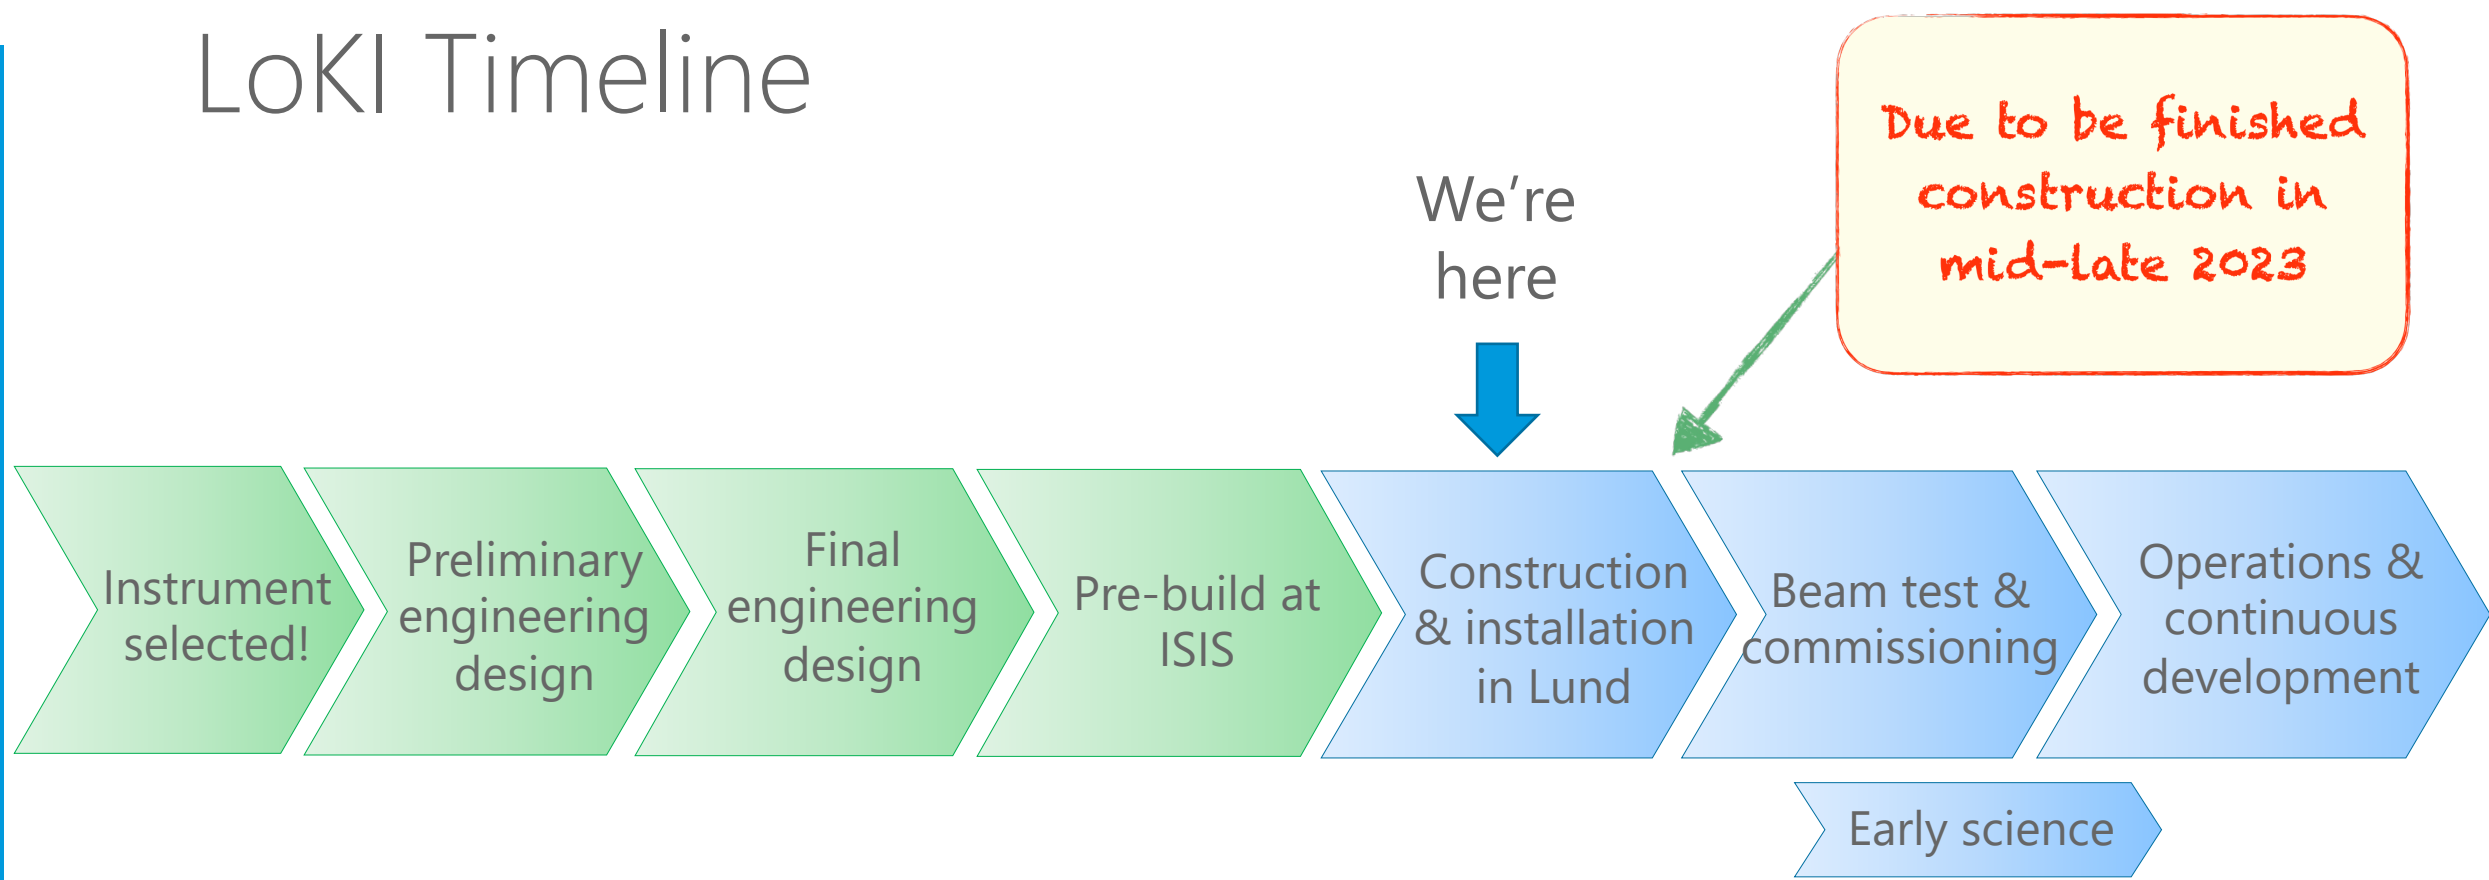 LoKI Timeline
Due to be finished
construction in
mid-late 2023
We’re
here
Instrument
selected!
Preliminary
engineering
design
Final
engineering
design
Pre-build at
ISIS
Construction
& installation
in Lund
Beam test &
commissioning
Operations &
continuous
development
Early science